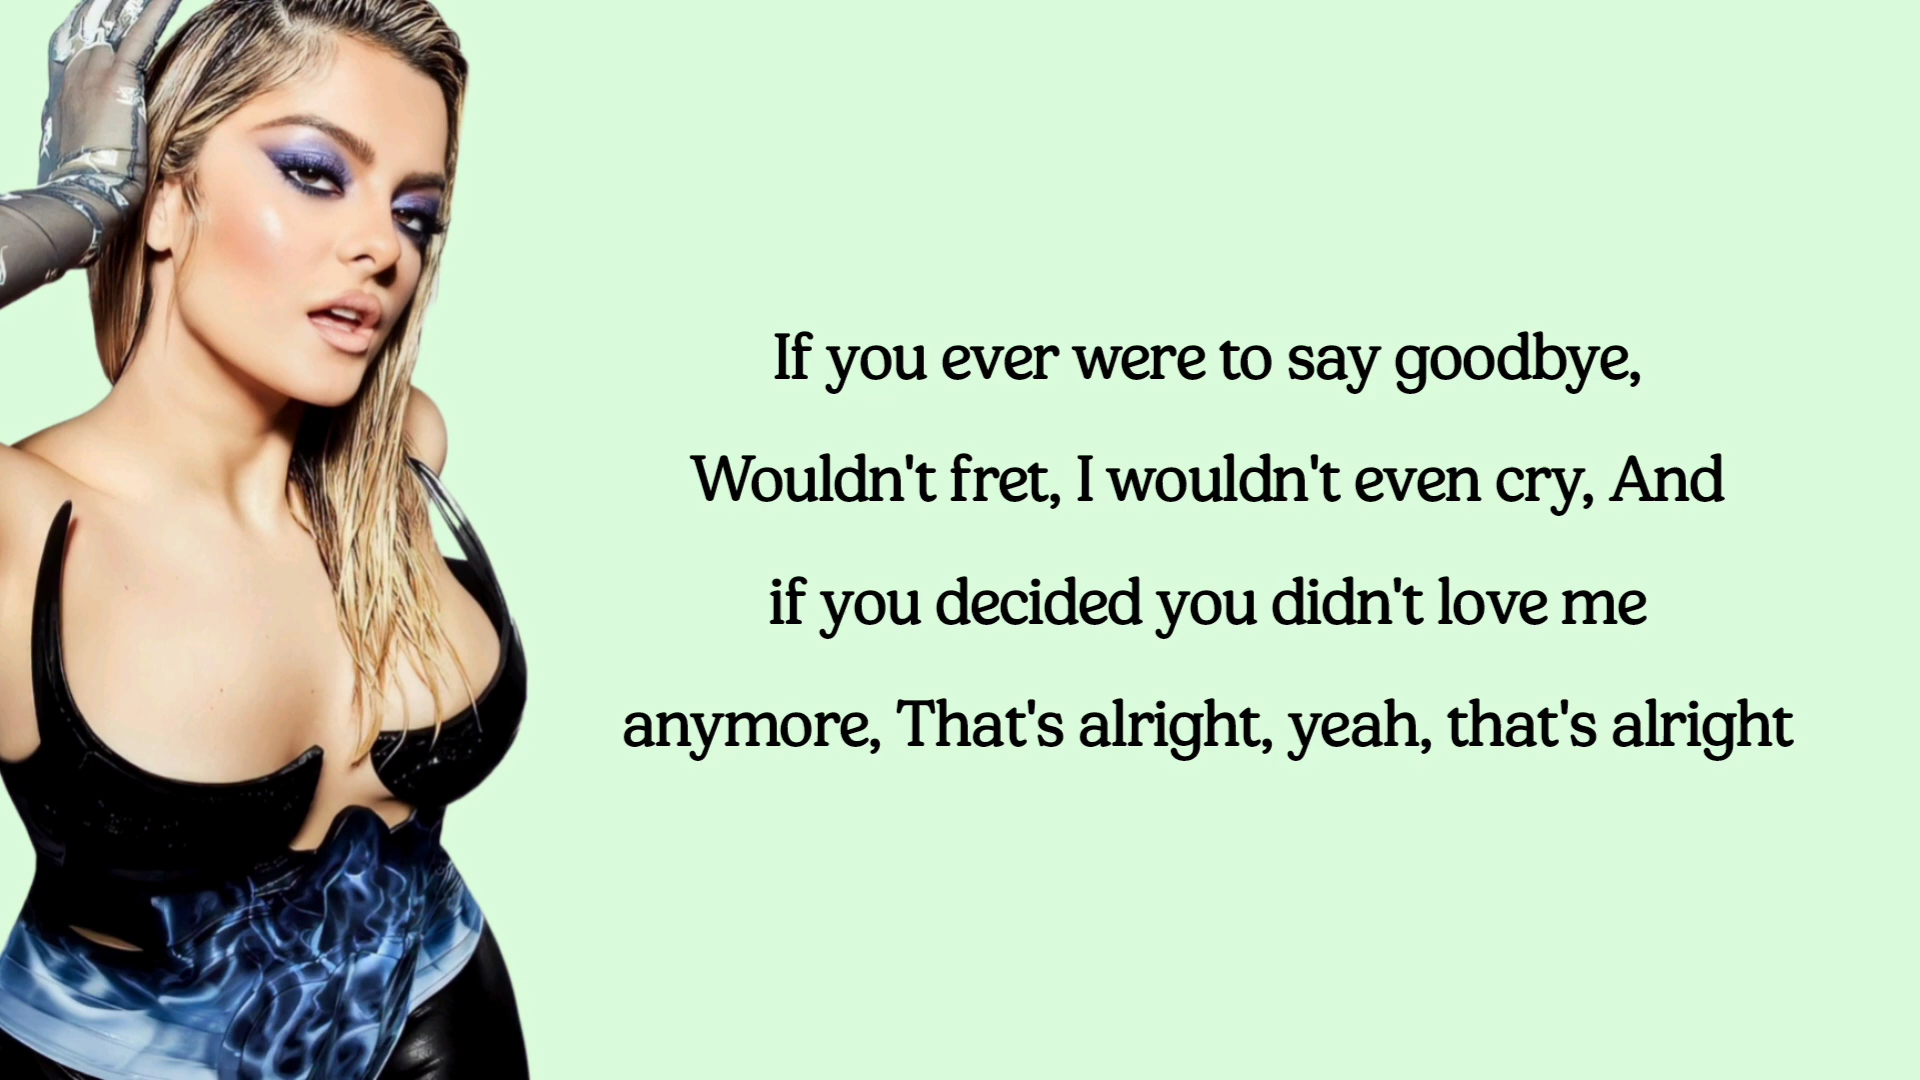 If you ever were to say goodbye,
Wouldn't fret, I wouldn't even cry, And
if you decided you didn't love me
anymore, That's alright, yeah, that's alright